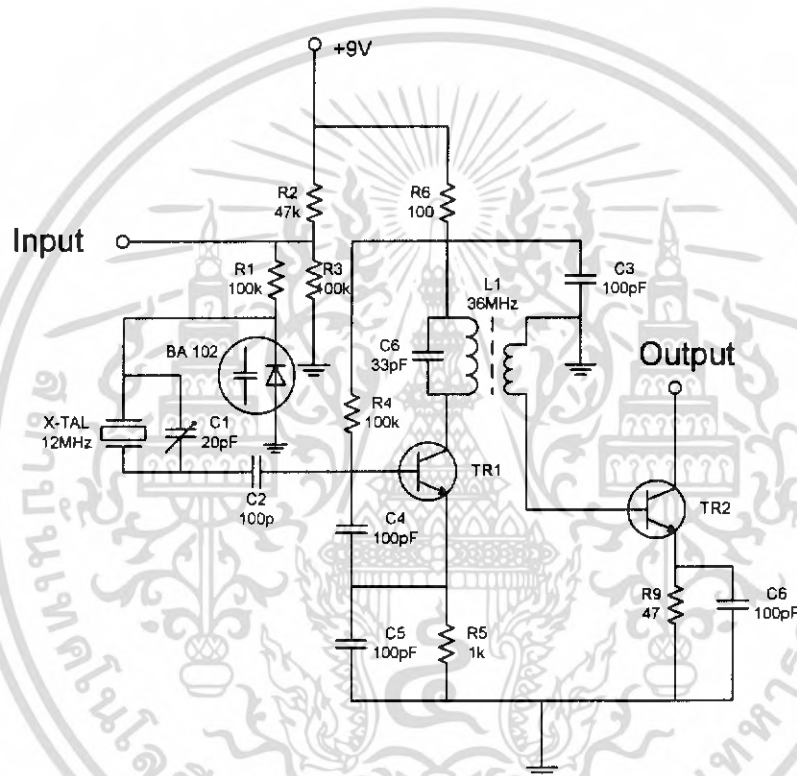 +9V
R2
47k
R6
100
Input
R1
100k
R3
100k
C3
100pF
L1
36MHz
BA 102
C6
33pF
Output
X-TAL
12MHz
C1
20pF
R4
100k
C2
100p
TR1
TR2
C4
100pF
R9
47
C6
100pF
C5
100pF
R5
1k